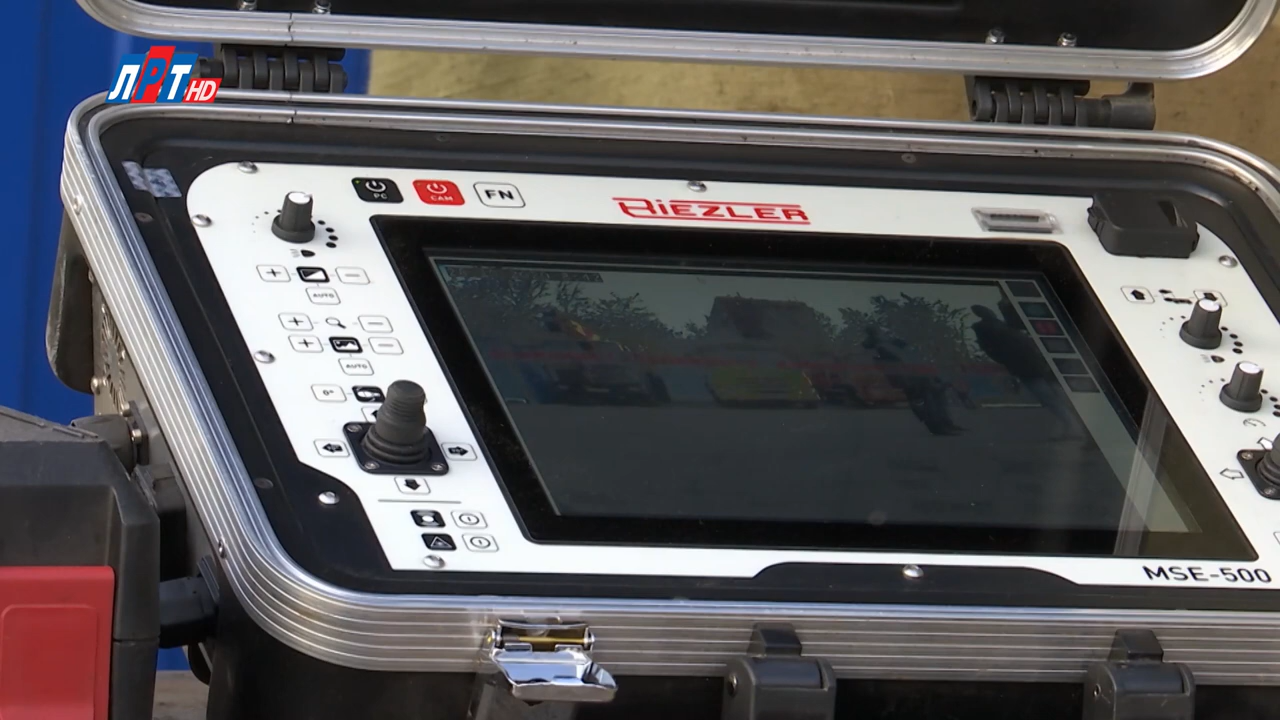 ЛРТ HD
PC
CAM
FN
RIEZLER
AUTO
AUTO
0°
MSE-500